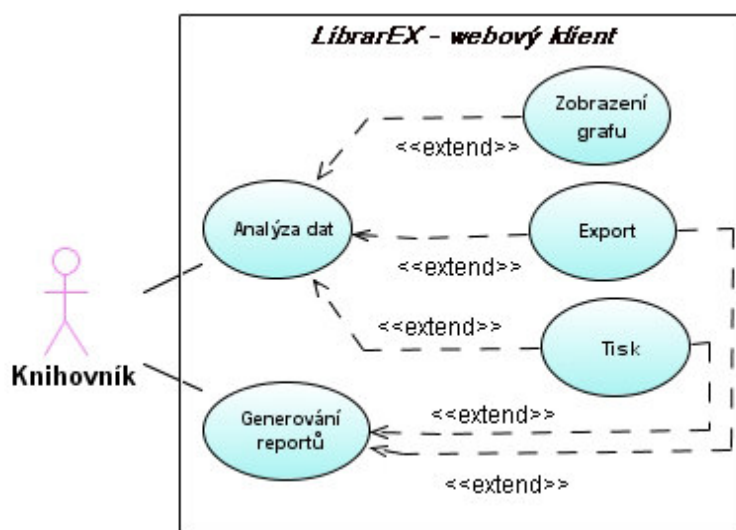 LibrarEX - webový klient
Zobrazení
grafu
<<extend>>
Analýza dat
Export
<<extend>>
<<extend>>
Tisk
Knihovník
Generování
reportů
<<extend>>
<<extend>>